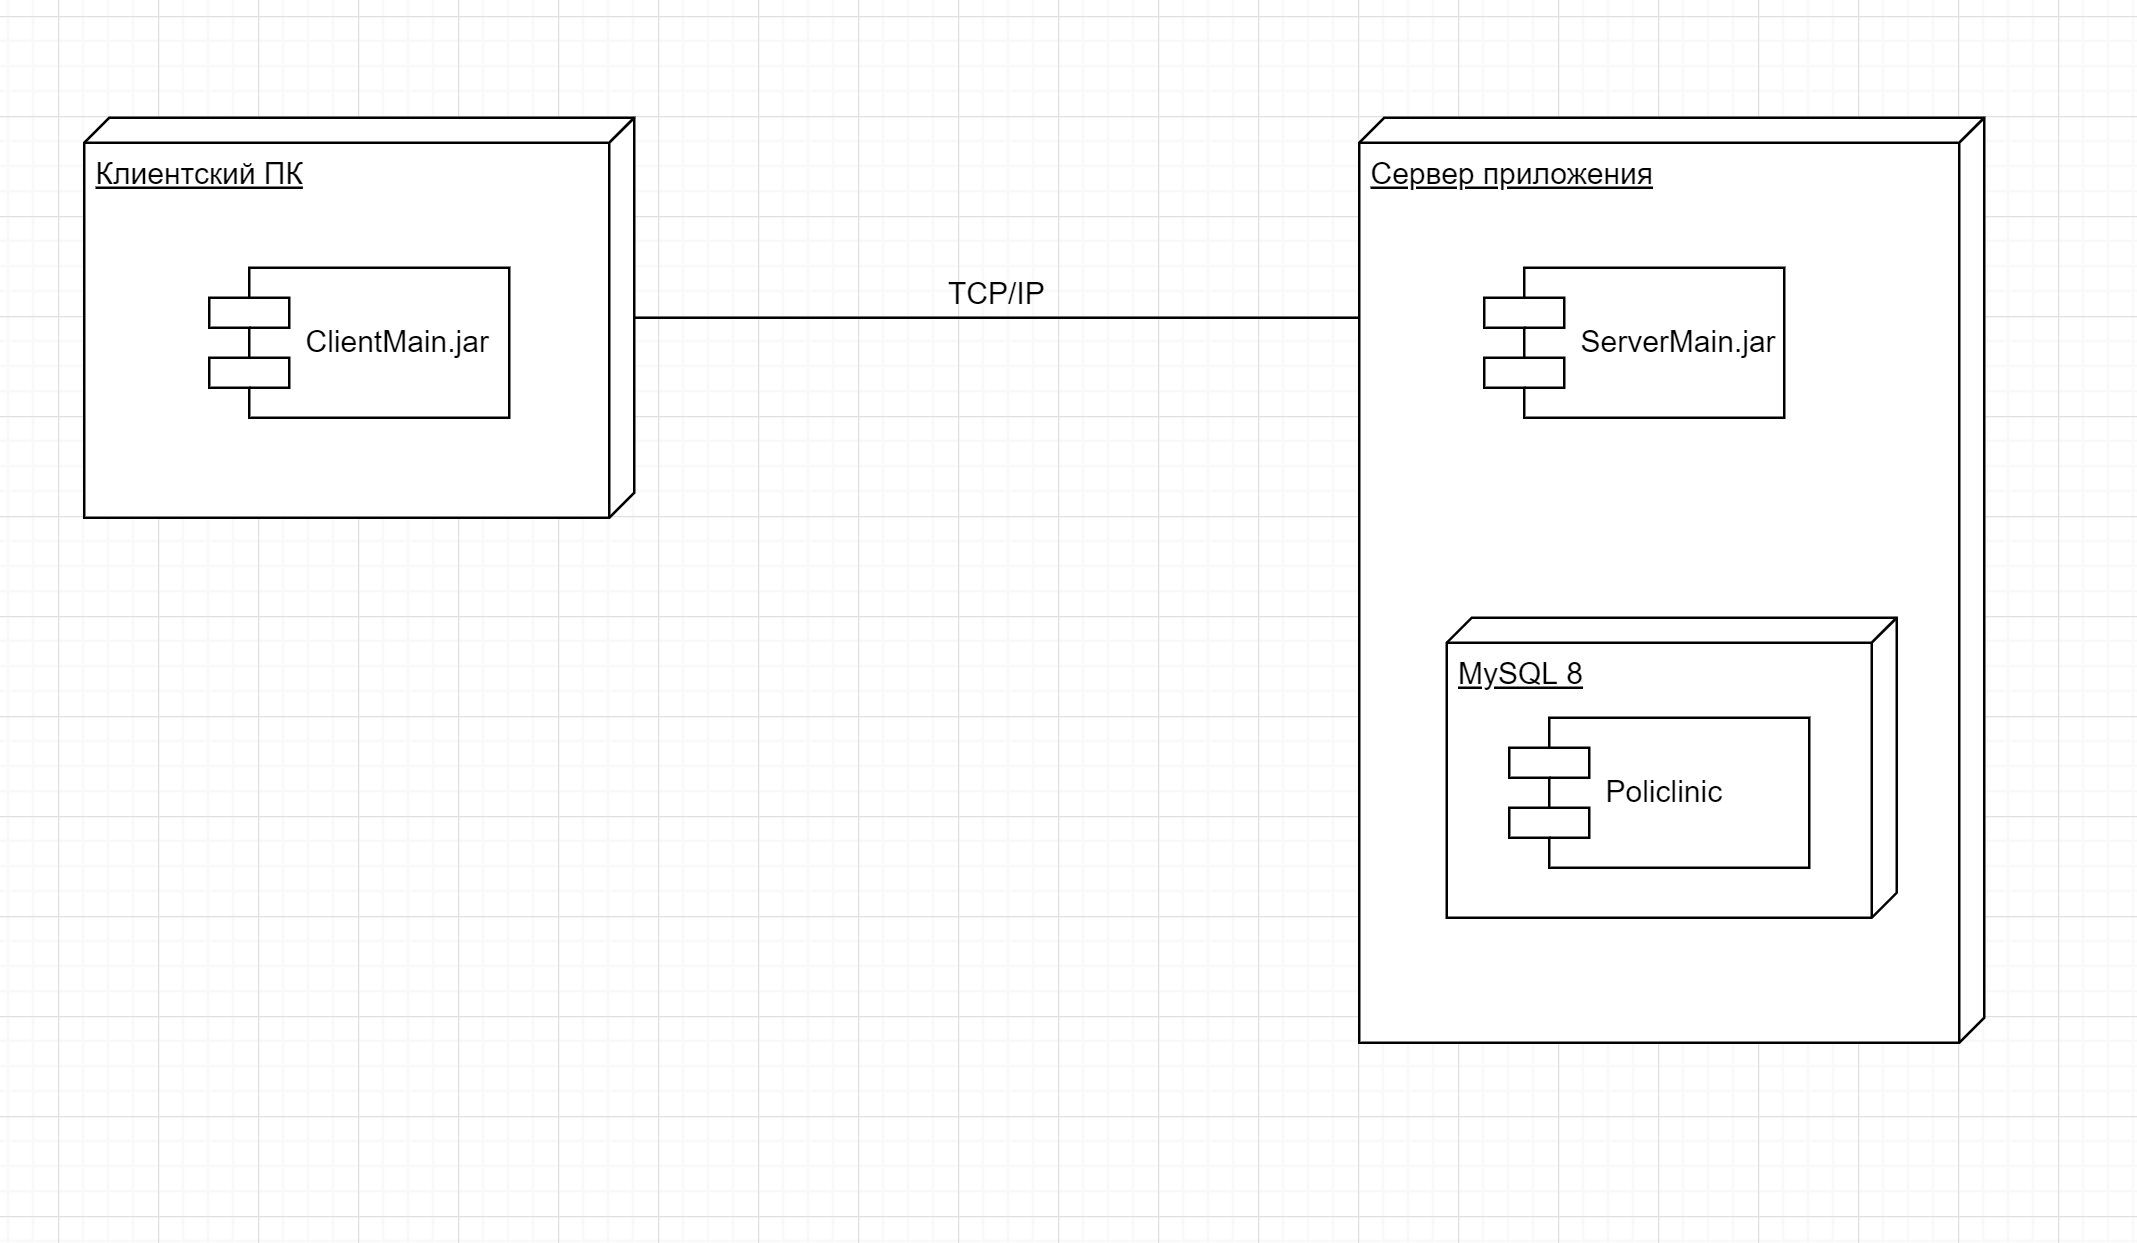 Клиентский ПК
ClientMain.jar
TCP/IP
Сервер приложения
ServerMain.jar
MySQL 8
Policlinic